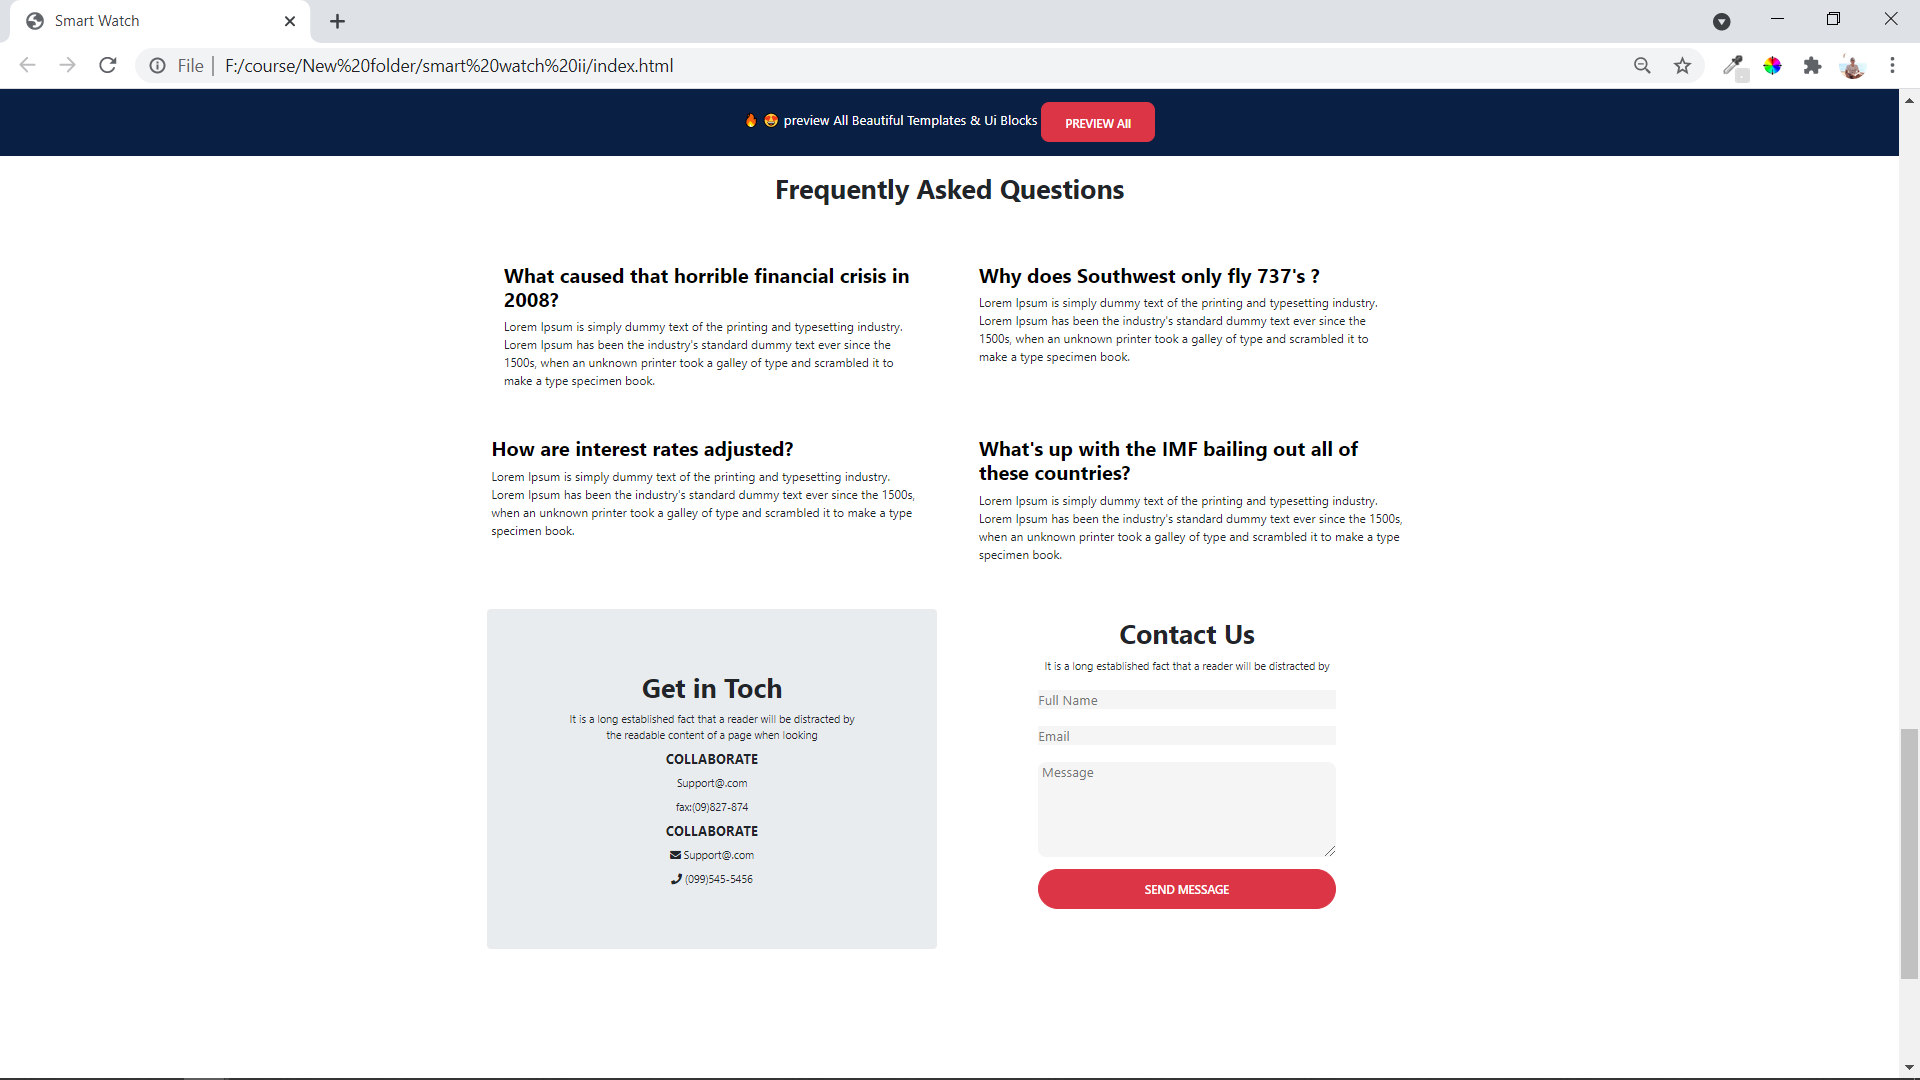 Smart Watch
File | F:/course/New%20folder/smart%20watch%20ii/index.html
🔥 🤩 preview All Beautiful Templates & Ui Blocks PREVIEW All
Frequently Asked Questions
What caused that horrible financial crisis in
2008?
Lorem Ipsum is simply dummy text of the printing and typesetting industry.
Lorem Ipsum has been the industry's standard dummy text ever since the
1500s, when an unknown printer took a galley of type and scrambled it to
make a type specimen book.
Why does Southwest only fly 737's ?
Lorem Ipsum is simply dummy text of the printing and typesetting industry.
Lorem Ipsum has been the industry's standard dummy text ever since the
1500s, when an unknown printer took a galley of type and scrambled it to
make a type specimen book.
How are interest rates adjusted?
Lorem Ipsum is simply dummy text of the printing and typesetting industry.
Lorem Ipsum has been the industry's standard dummy text ever since the 1500s,
when an unknown printer took a galley of type and scrambled it to make a type
specimen book.
What's up with the IMF bailing out all of
these countries?
Lorem Ipsum is simply dummy text of the printing and typesetting industry.
Lorem Ipsum has been the industry's standard dummy text ever since the 1500s,
when an unknown printer took a galley of type and scrambled it to make a type
specimen book.
Get in Toch
It is a long established fact that a reader will be distracted by
the readable content of a page when looking
COLLABORATE
Support@.com
fax:(09)827-874
COLLABORATE
Support@.com
(099)545-5456
Contact Us
It is a long established fact that a reader will be distracted by
Full Name
Email
Message
SEND MESSAGE